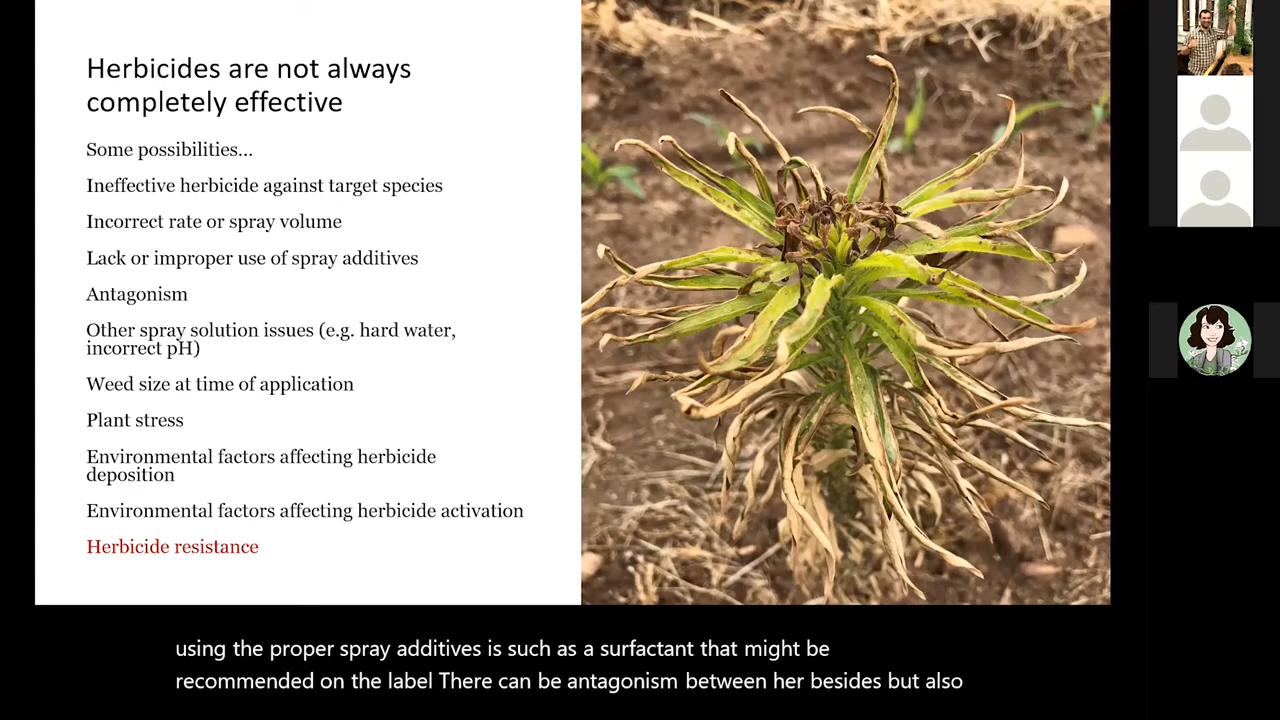 Herbicides are not always
completely effective
Some possibilities...
Ineffective herbicide against target species
Incorrect rate or spray volume
Lack or improper use of spray additives
Antagonism
Other spray solution issues (e.g. hard water,
incorrect pH)
Weed size at time of application
Plant stress
Environmental factors affecting herbicide
deposition
Environmental factors affecting herbicide activation
Herbicide resistance
using the proper spray additives is such as a surfactant that might be
recommended on the label There can be antagonism between her besides but also